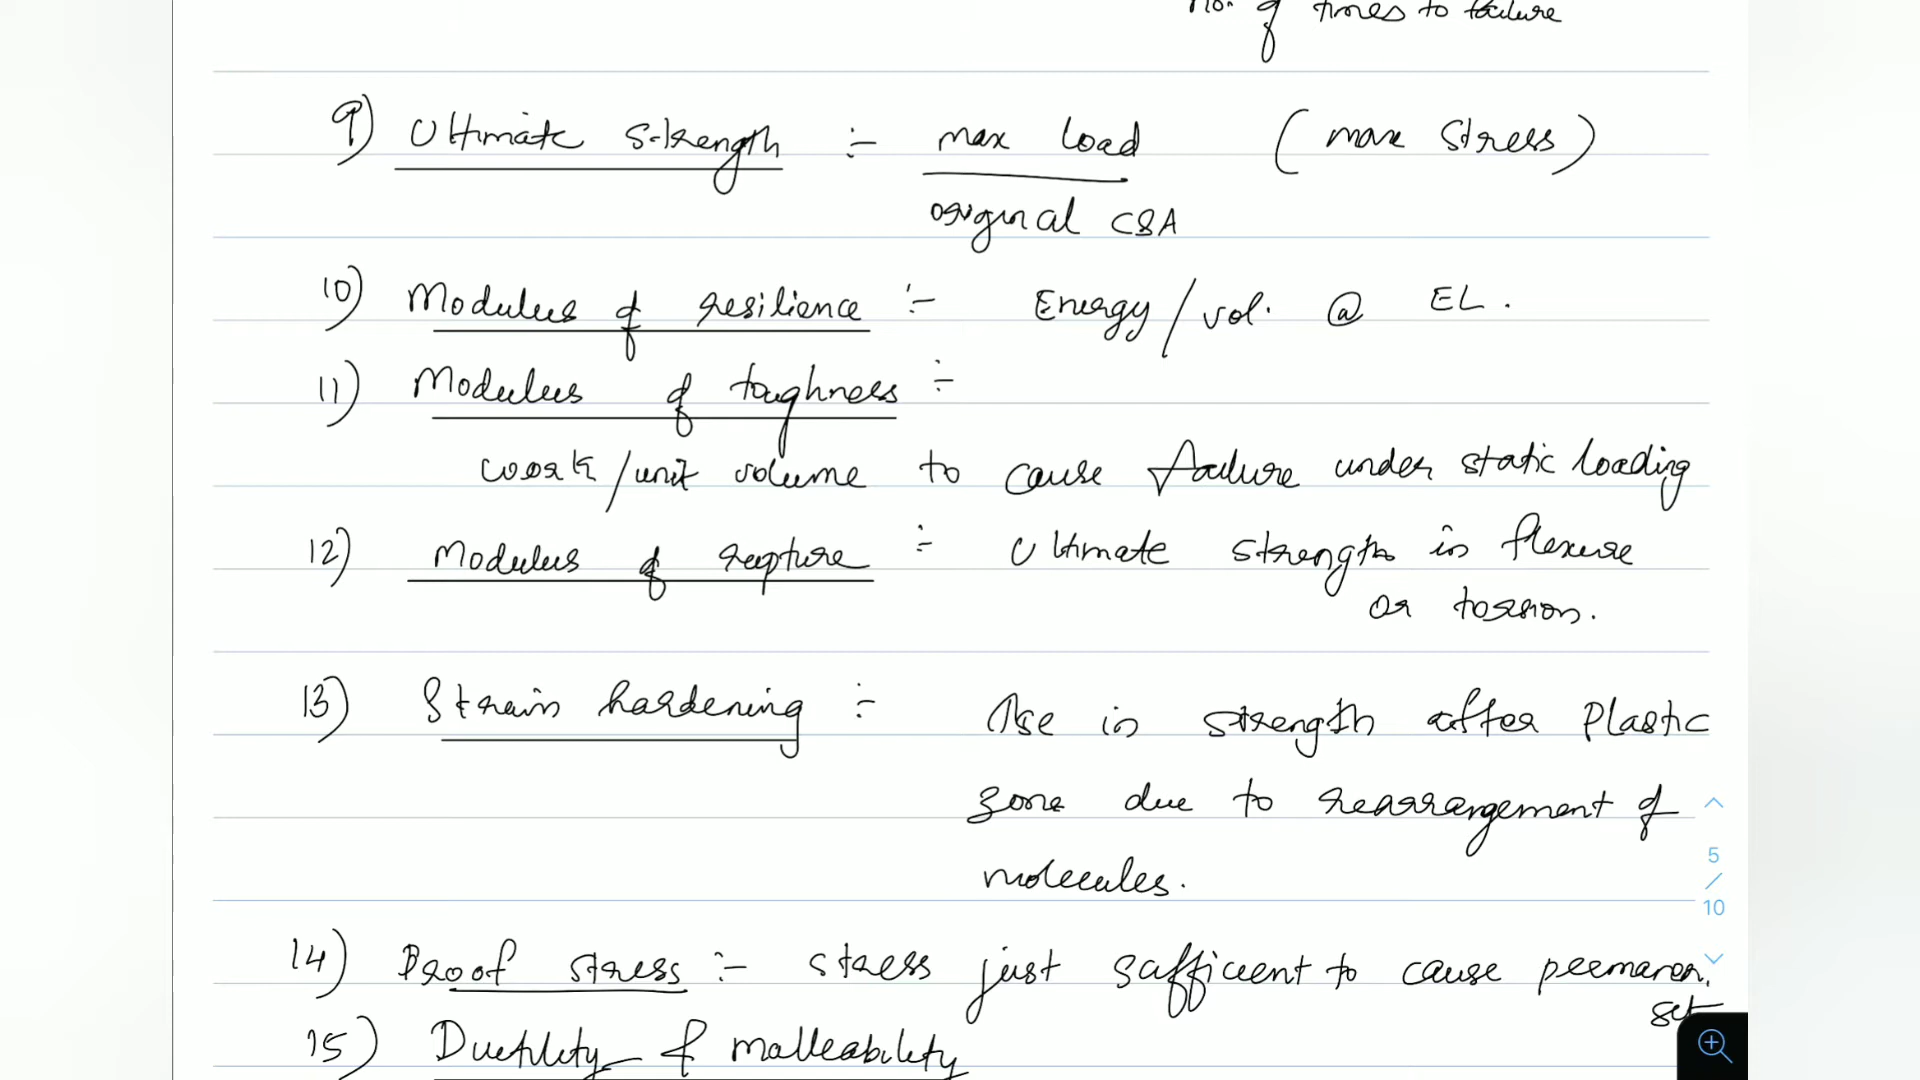 no. of times to failure
9) Ultimate Strength :- max load (max stress)
original CSA
10) Modulus of resilience :- Energy/vol. @ EL.
11) Modulus of toughness :-
work/unit volume to cause failure under static loading
12) Modulus of rupture :- Ultimate strength in flexure
or torsion.
13) Strain hardening :- in strength after Plastic
zone due to rearrangement of
molecules.
14) Proof stress :- stress just sufficient to cause
set
15) Ductility & malleability
5
/
10